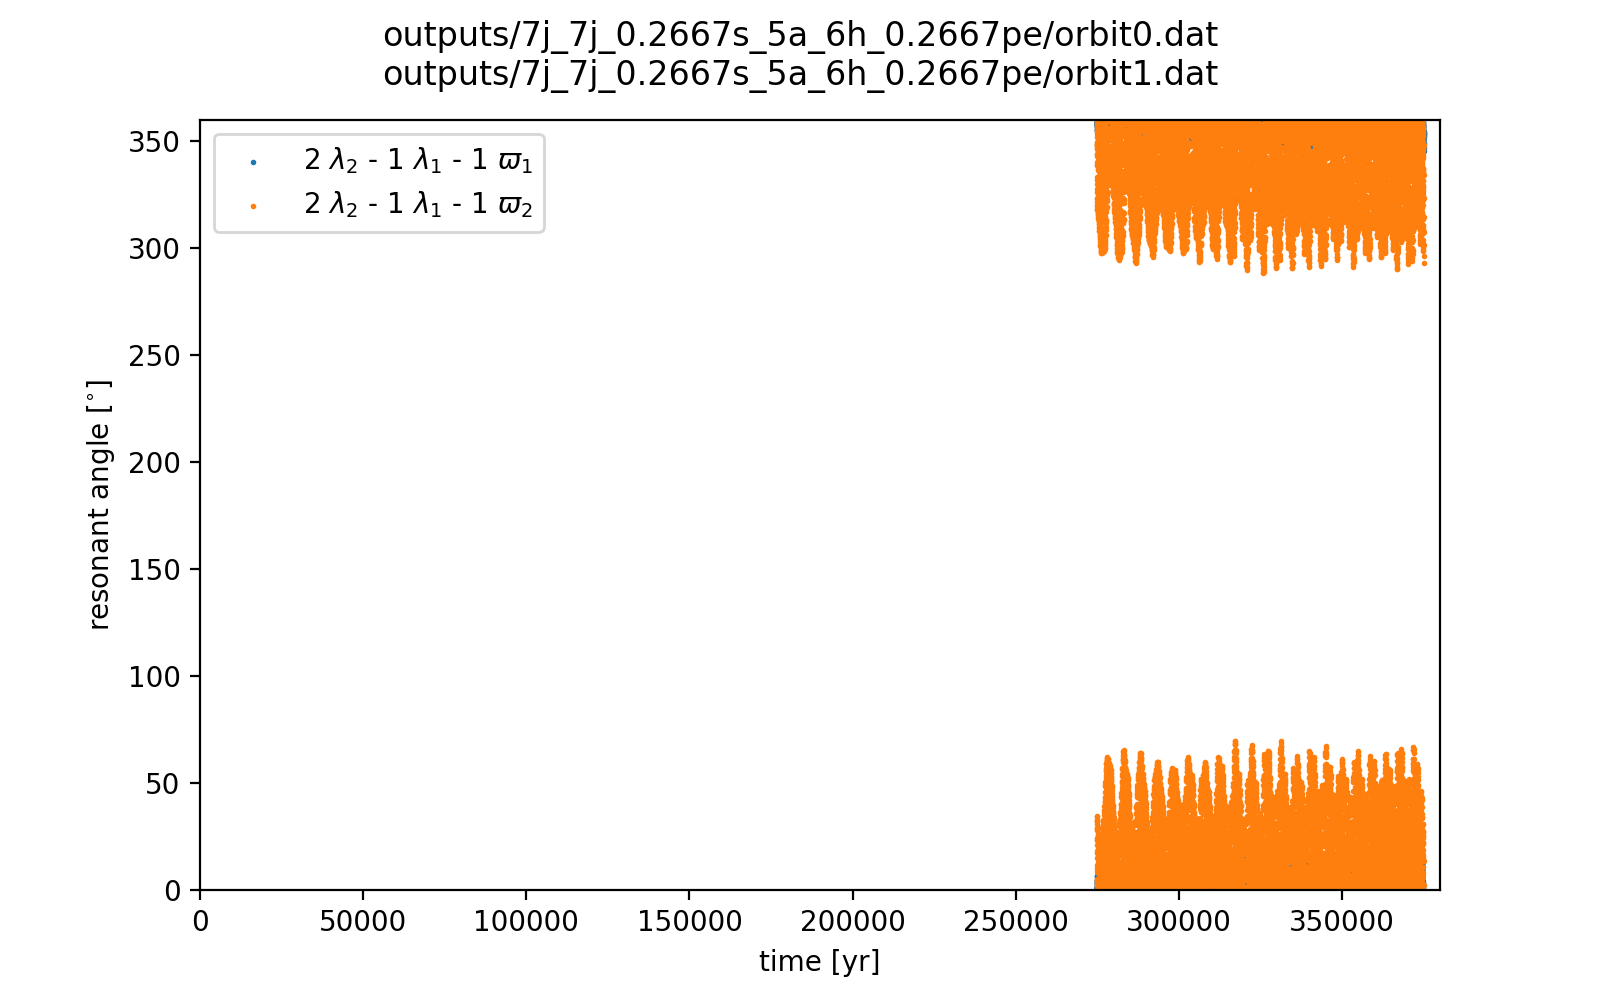 outputs/7j_7j_0.2667s_5a_6h_0.2667pe/orbit0.dat
outputs/7j_7j_0.2667s_5a_6h_0.2667pe/orbit1.dat
2 λ₂ - 1 λ₁ - 1 ϖ₁
2 λ₂ - 1 λ₁ - 1 ϖ₂
350
300
250
200
150
100
50
0
resonant angle [°]
0 50000 100000 150000 200000 250000 300000 350000
time [yr]